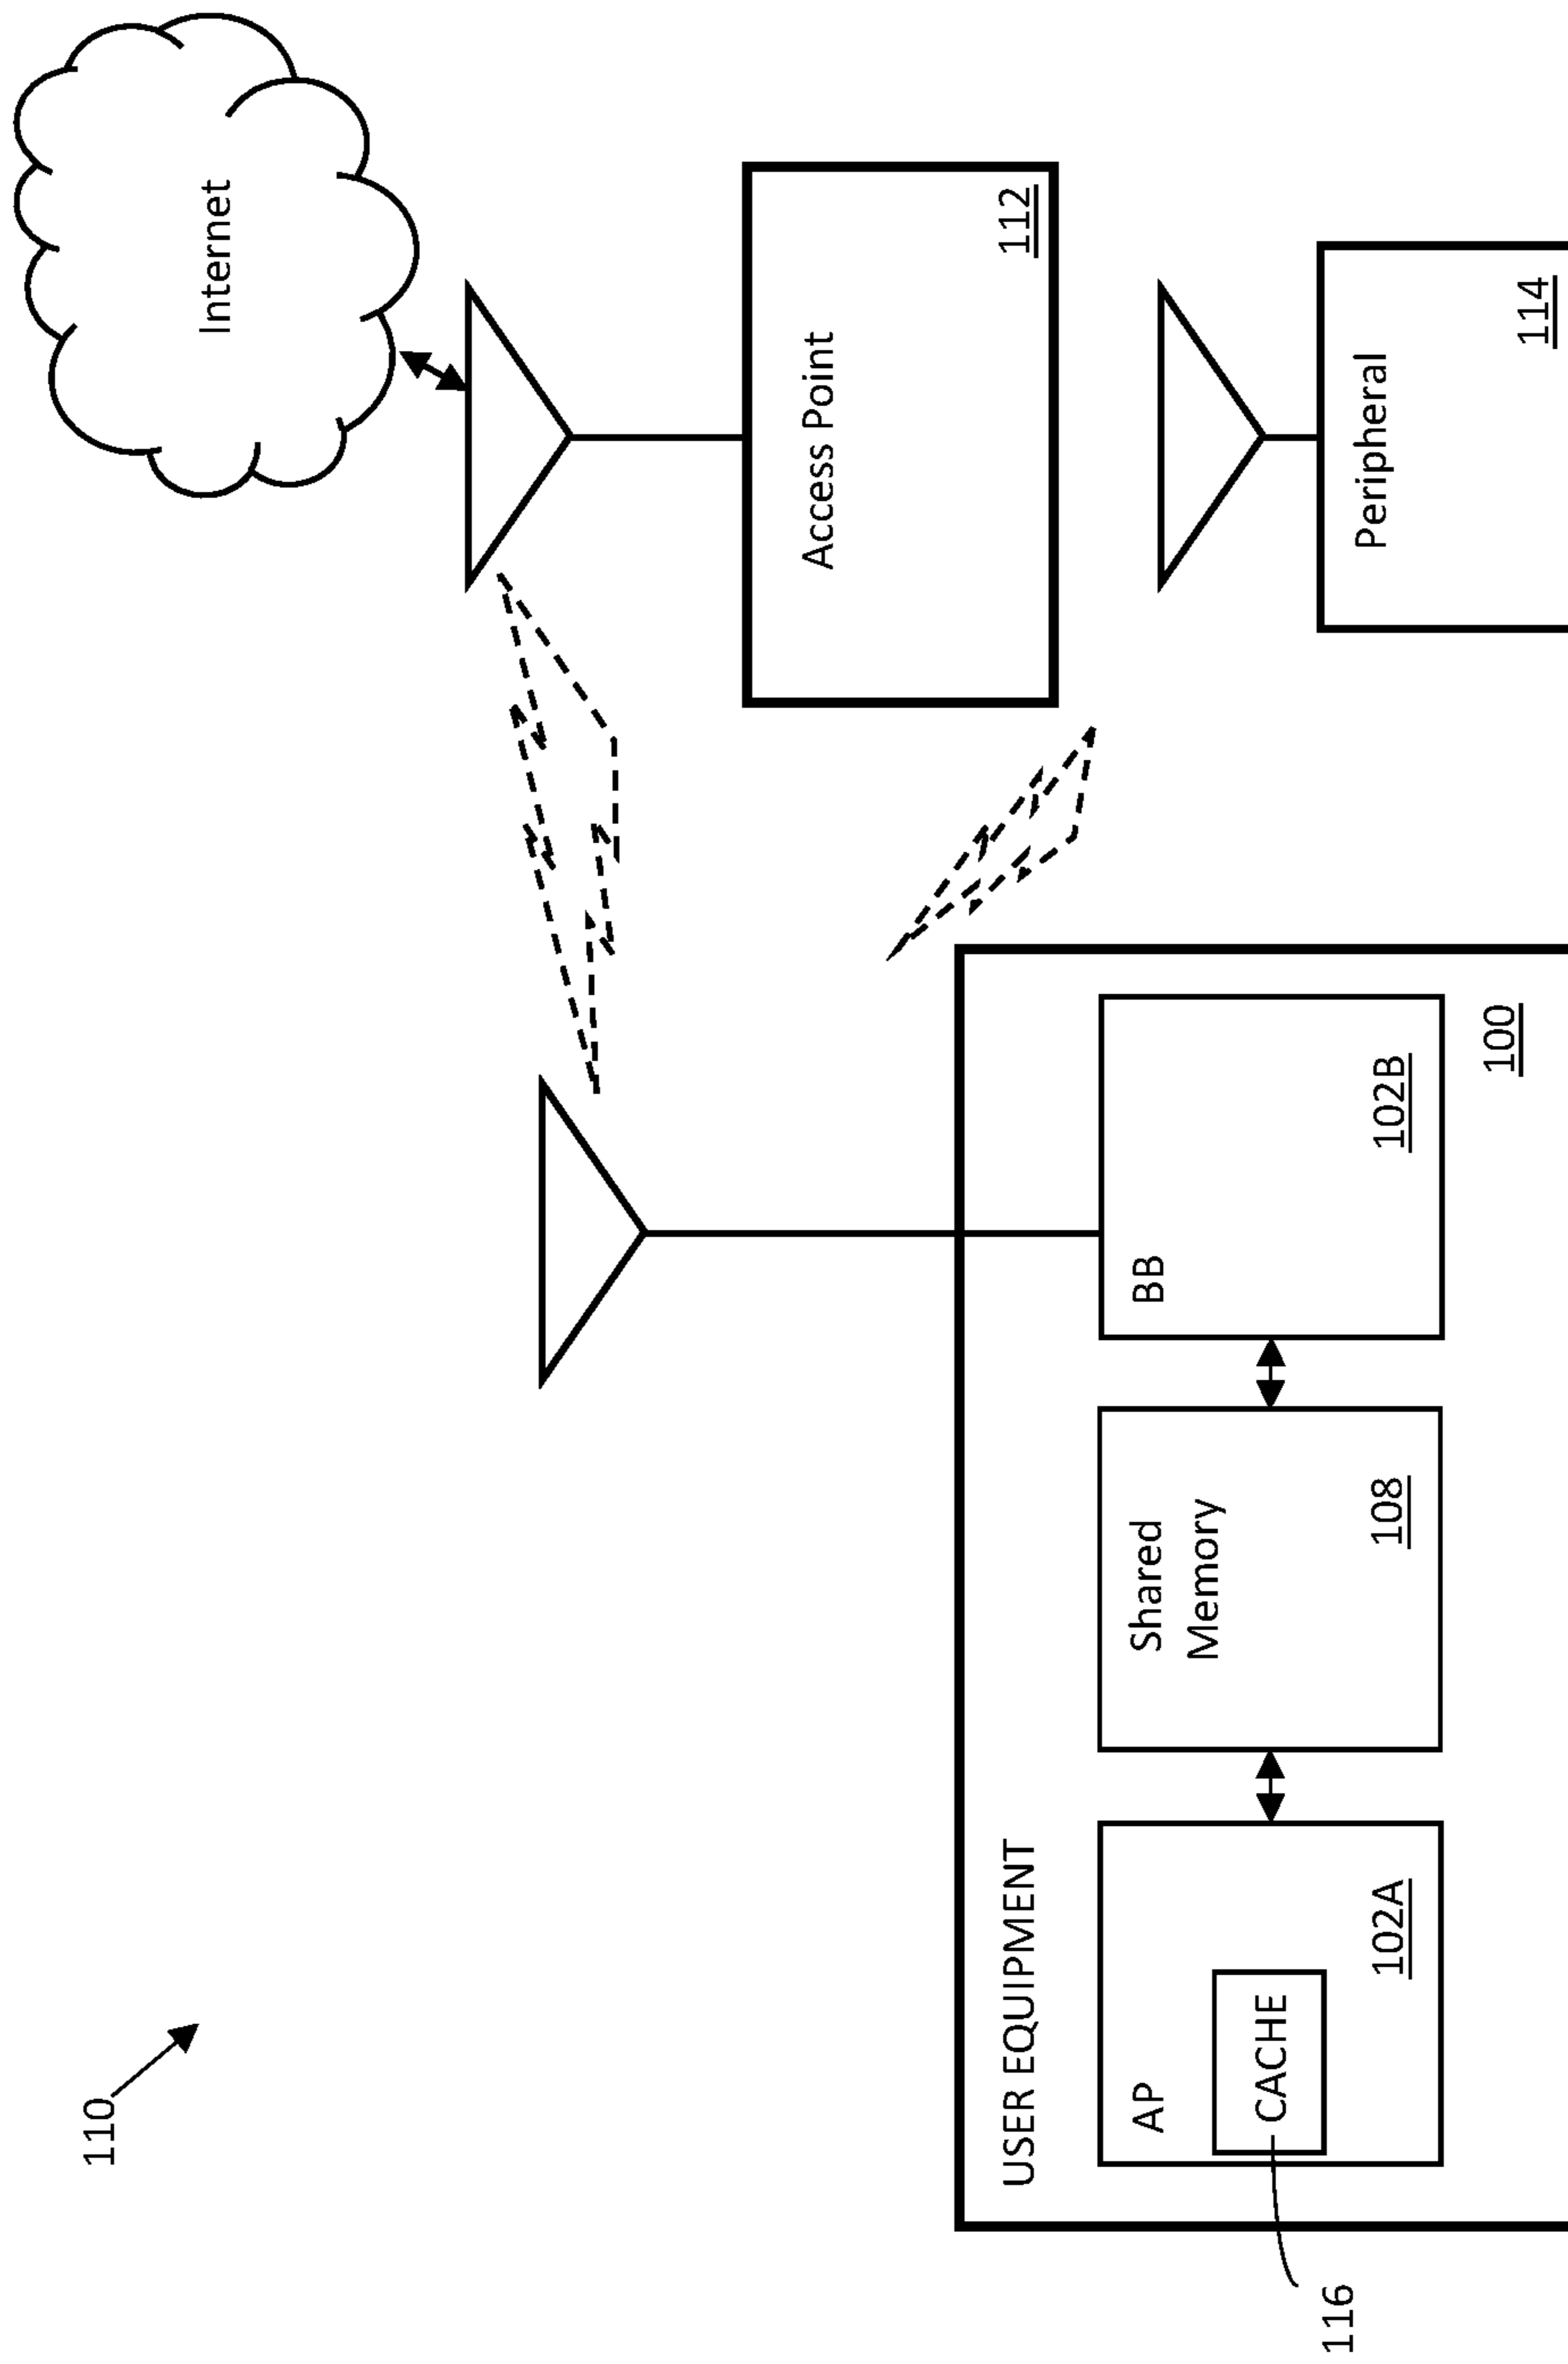 110
Internet
Access Point
112
Peripheral
114
USER EQUIPMENT
AP
CACHE
102A
116
Shared
Memory
108
BB
102B
100